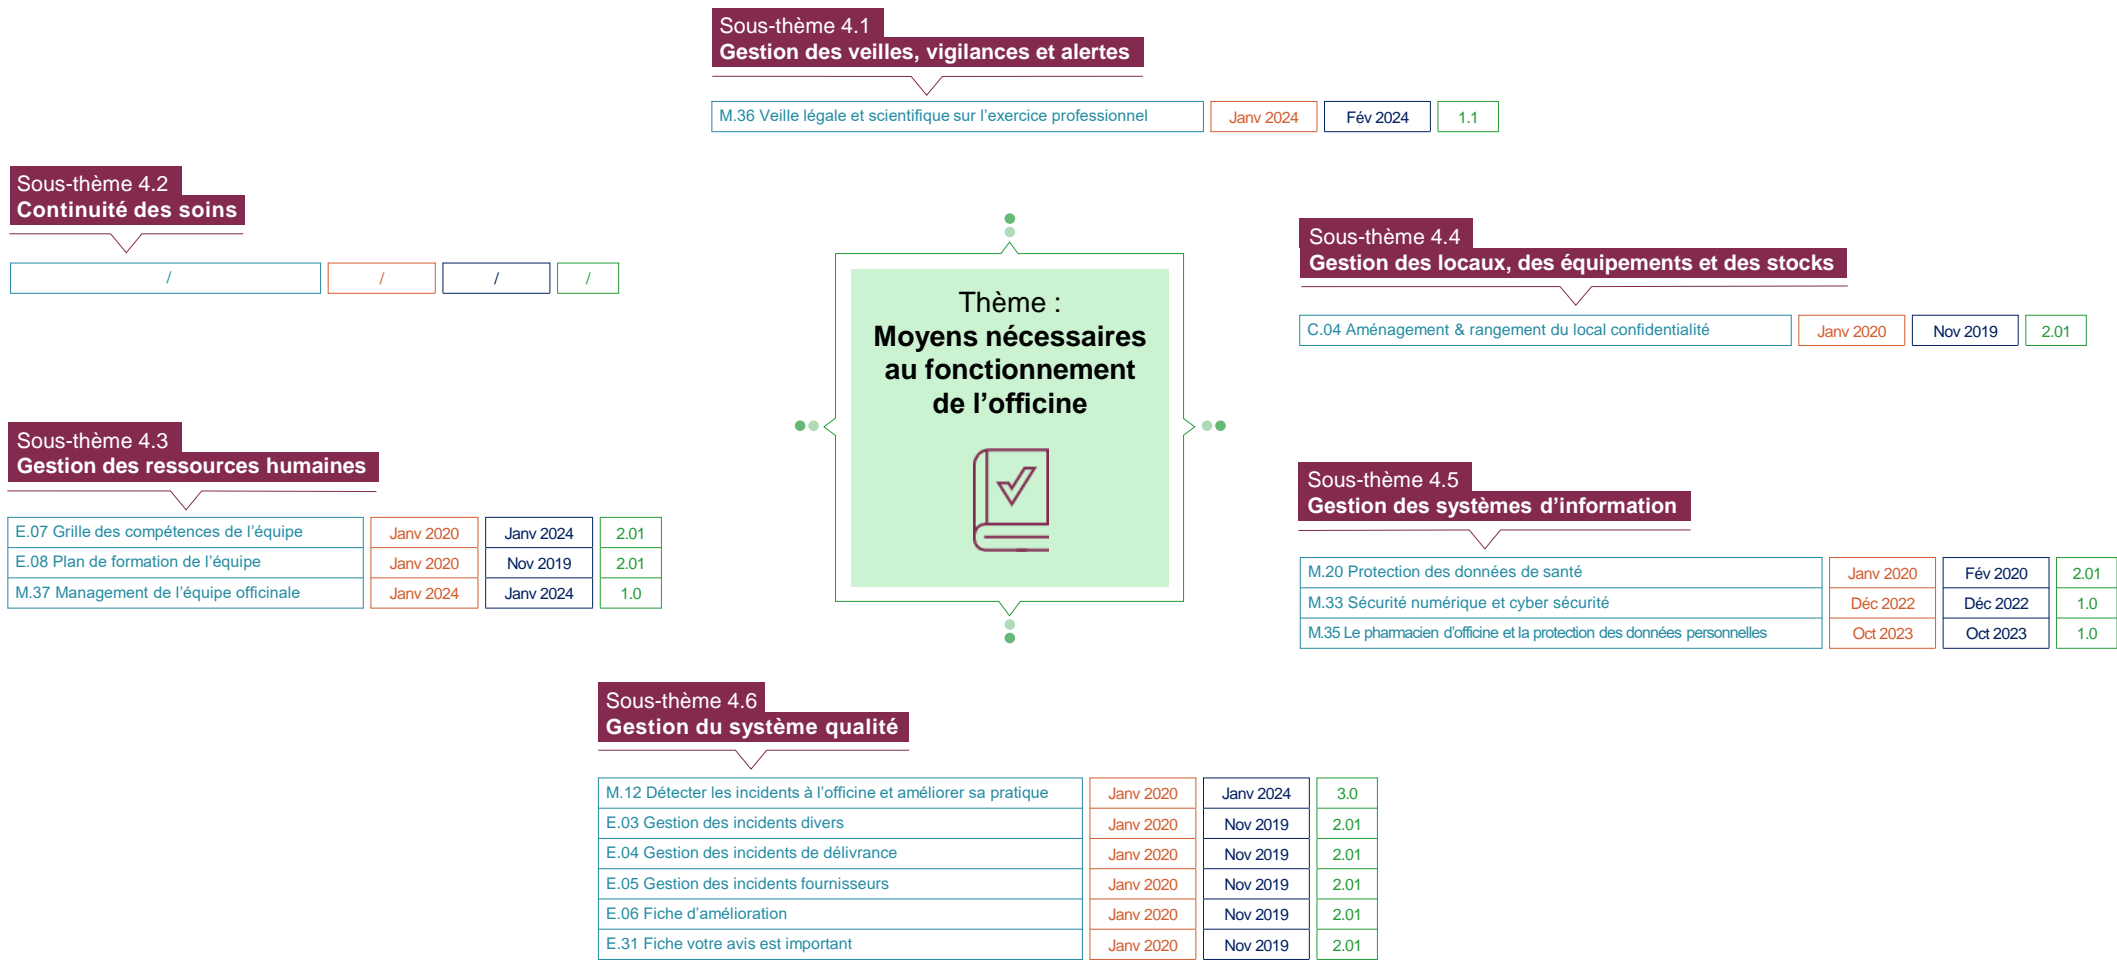 Sous-thème 4.1
Gestion des veilles, vigilances et alertes
M.36 Veille légale et scientifique sur l’exercice professionnel Janv 2024 Fév 2024 1.1
Sous-thème 4.2
Continuité des soins
/ / / /
Sous-thème 4.4
Gestion des locaux, des équipements et des stocks
C.04 Aménagement & rangement du local confidentialité Janv 2020 Nov 2019 2.01
Thème :
Moyens nécessaires
au fonctionnement
de l’officine
Sous-thème 4.3
Gestion des ressources humaines
E.07 Grille des compétences de l’équipe Janv 2020 Janv 2024 2.01
E.08 Plan de formation de l’équipe Janv 2020 Nov 2019 2.01
M.37 Management de l’équipe officinale Janv 2024 Janv 2024 1.0
Sous-thème 4.5
Gestion des systèmes d’information
M.20 Protection des données de santé Janv 2020 Fév 2020 2.01
M.33 Sécurité numérique et cyber sécurité Déc 2022 Déc 2022 1.0
M.35 Le pharmacien d’officine et la protection des données personnelles Oct 2023 Oct 2023 1.0
Sous-thème 4.6
Gestion du système qualité
M.12 Détecter les incidents à l’officine et améliorer sa pratique Janv 2020 Janv 2024 3.0
E.03 Gestion des incidents divers Janv 2020 Nov 2019 2.01
E.04 Gestion des incidents de délivrance Janv 2020 Nov 2019 2.01
E.05 Gestion des incidents fournisseurs Janv 2020 Nov 2019 2.01
E.06 Fiche d’amélioration Janv 2020 Nov 2019 2.01
E.31 Fiche votre avis est important Janv 2020 Nov 2019 2.01